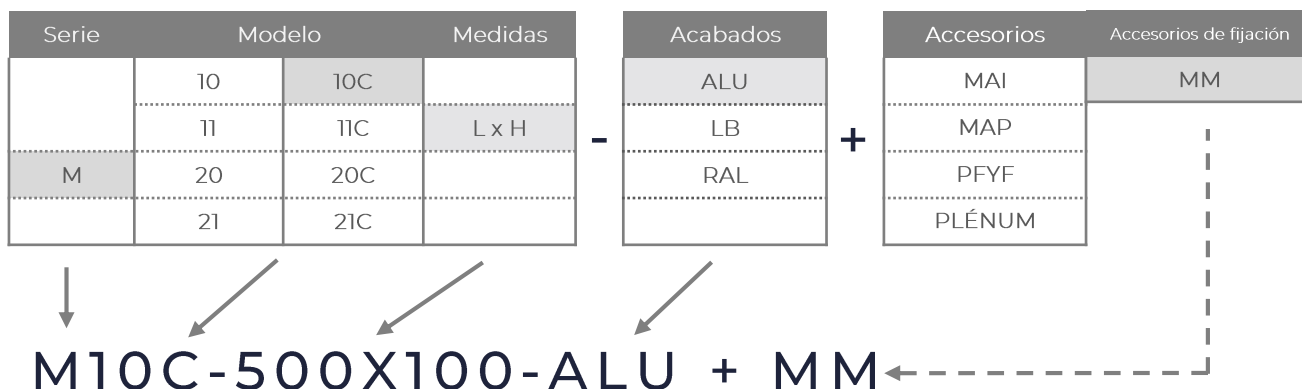 Serie Modelo Medidas Acabados Accesorios Accesorios de fijación
10 10C ALU MAI MM
11 11C L x H - LB + MAP
M 20 20C RAL PFYF
21 21C PLÉNUM
M10C-500X100-ALU + MM